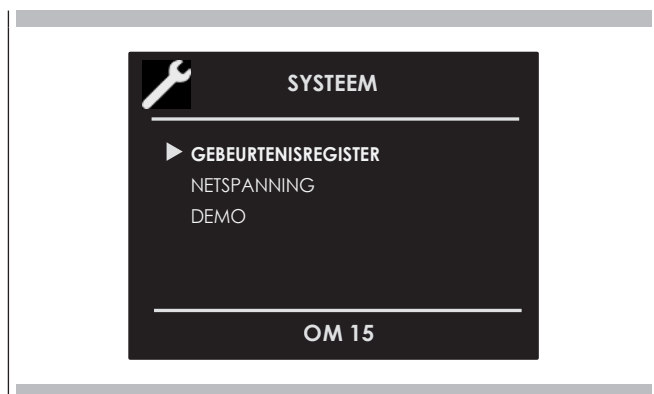 SYSTEEM
GEBEURTENISREGISTER
NETSPANNING
DEMO
OM 15